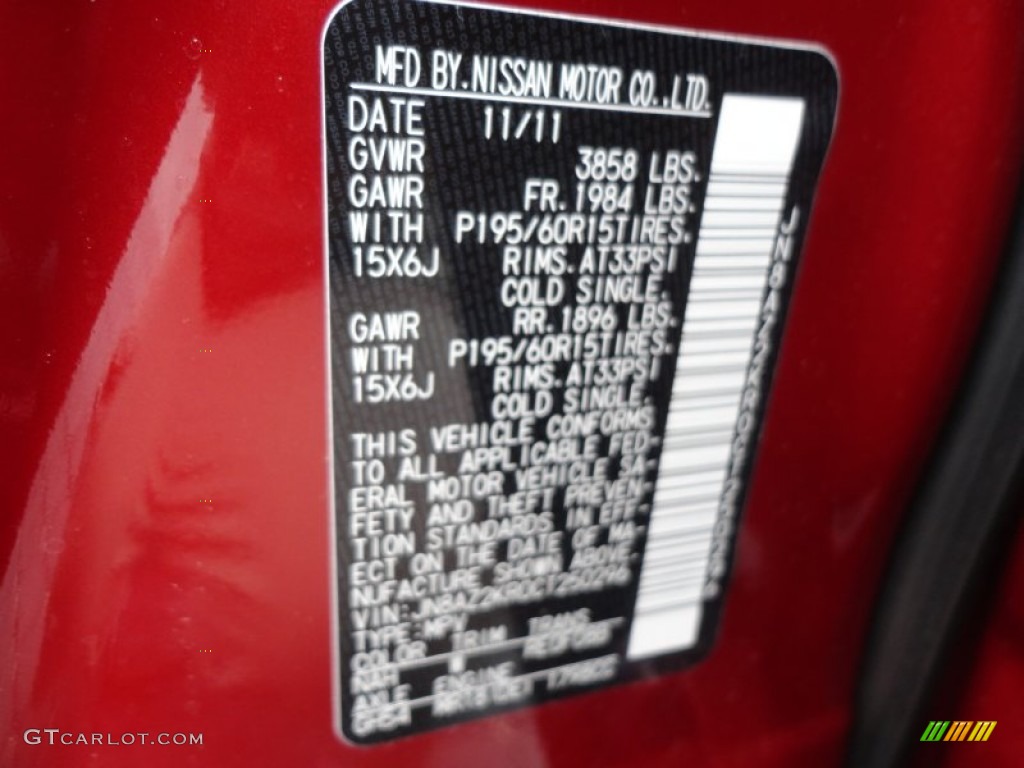 MFD BY.NISSAN MOTOR CO.,LTD.
DATE 11/11
GVWR 3858 LBS.
GAWR FR.1984 LBS.
WITH P195/60R15TIRES.
15X6J RIMS.AT33PSI
COLD SINGLE.
GAWR RR.1896 LBS.
WITH P195/60R15TIRES.
15X6J RIMS.AT33PSI
COLD SINGLE.
THIS VEHICLE CONFORMS
TO ALL APPLICABLE FED-
ERAL MOTOR VEHICLE SA-
FETY AND THEFT PREVEN-
TION STANDARDS IN EFF-
ECT ON THE DATE OF MA-
NUFACTURE SHOWN ABOVE.
VIN:
TYPE:MPV
COLOR TRIM TRANS
NAH
AXLE ENGINE
GTCARLOT.COM